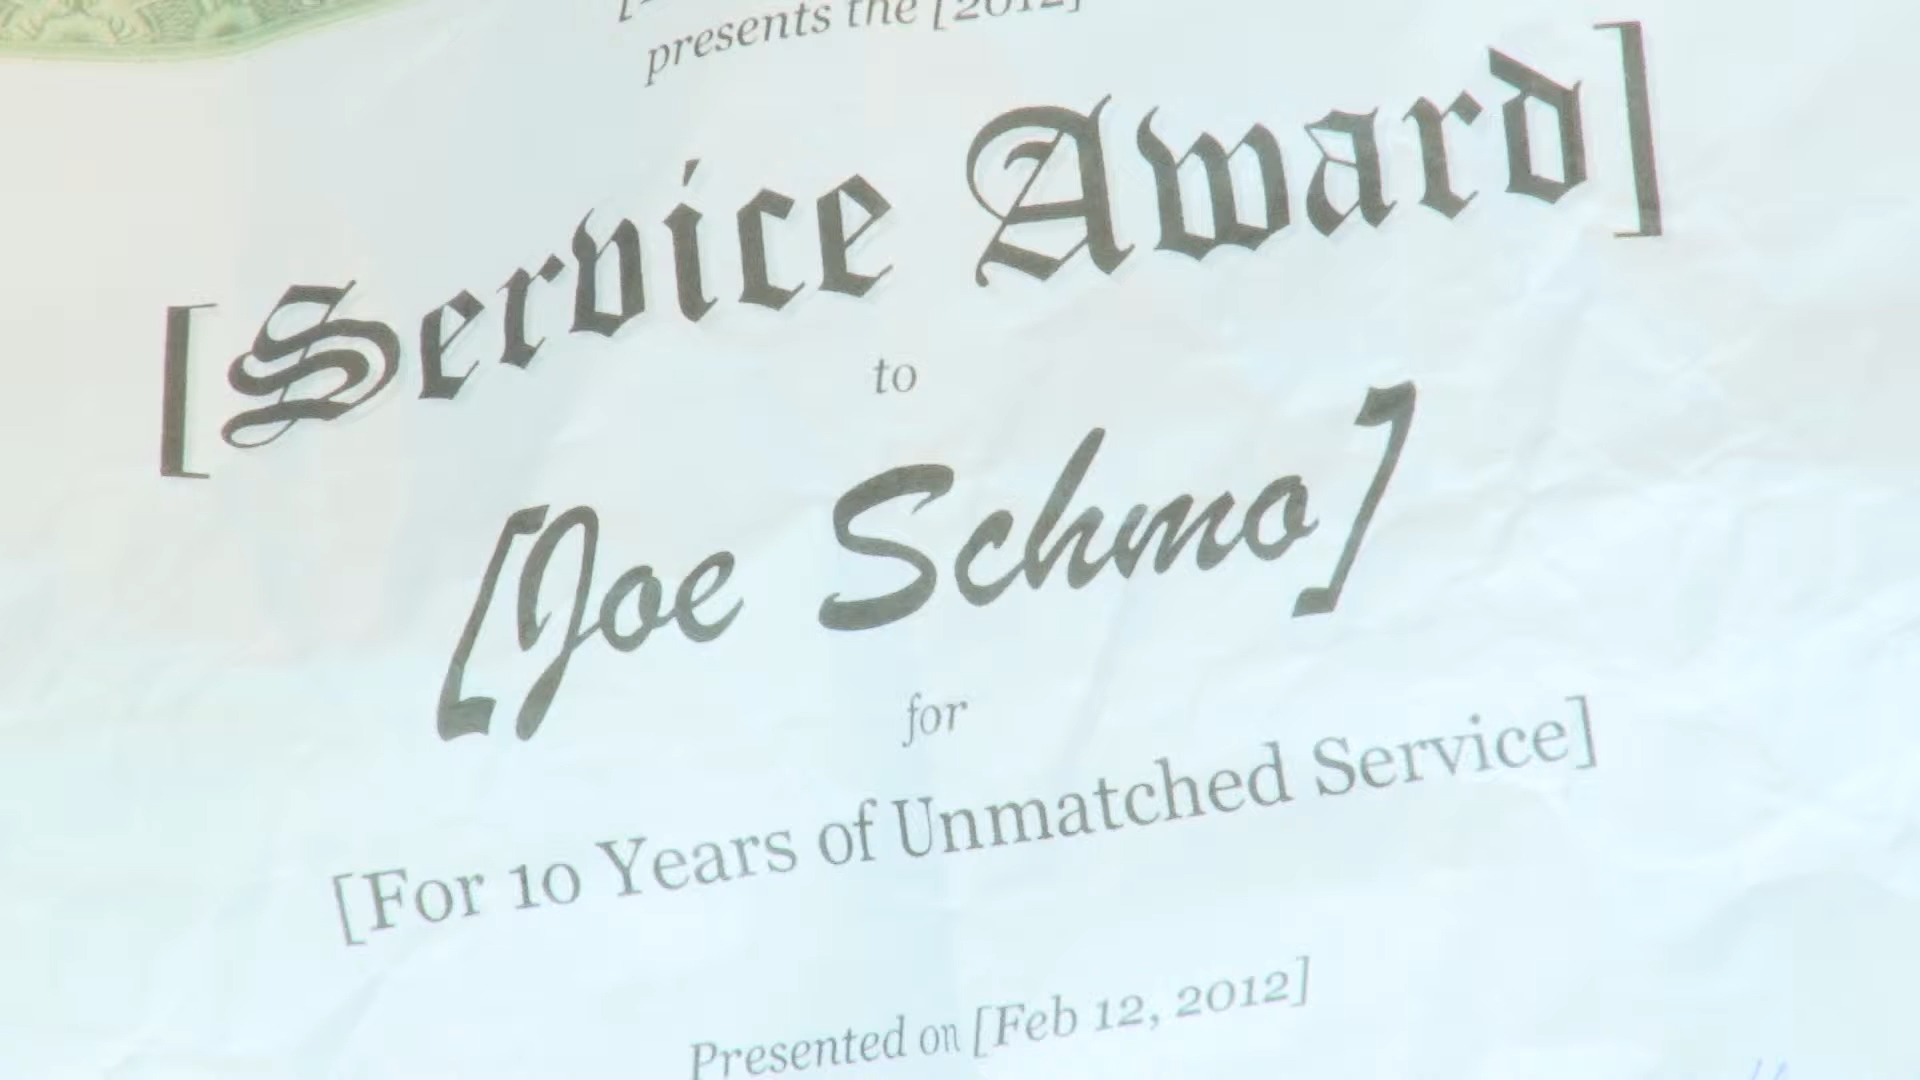 presents the [2012]
[Service Award]
to
[Joe Schmo]
for
[For 10 Years of Unmatched Service]
Presented on [Feb 12, 2012]